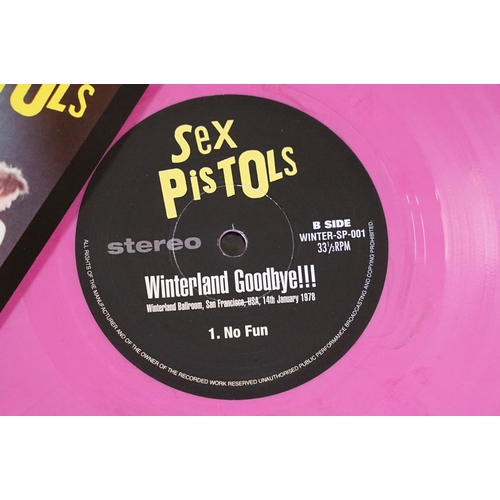 TOLS
Sex
PiSTOLS
stereo
B SIDE
WINTER-SP-001
33⅓RPM
Winterland Goodbye!!!
Winterland Ballroom, San Francisco, USA, 14th January 1978
1. No Fun
ALL RIGHTS OF THE MANUFACTURER AND OF THE OWNER OF THE RECORDED WORK RESERVED UNAUTHORISED PUBLIC PERFORMANCE BROADCASTING AND COPYING PROHIBITED.